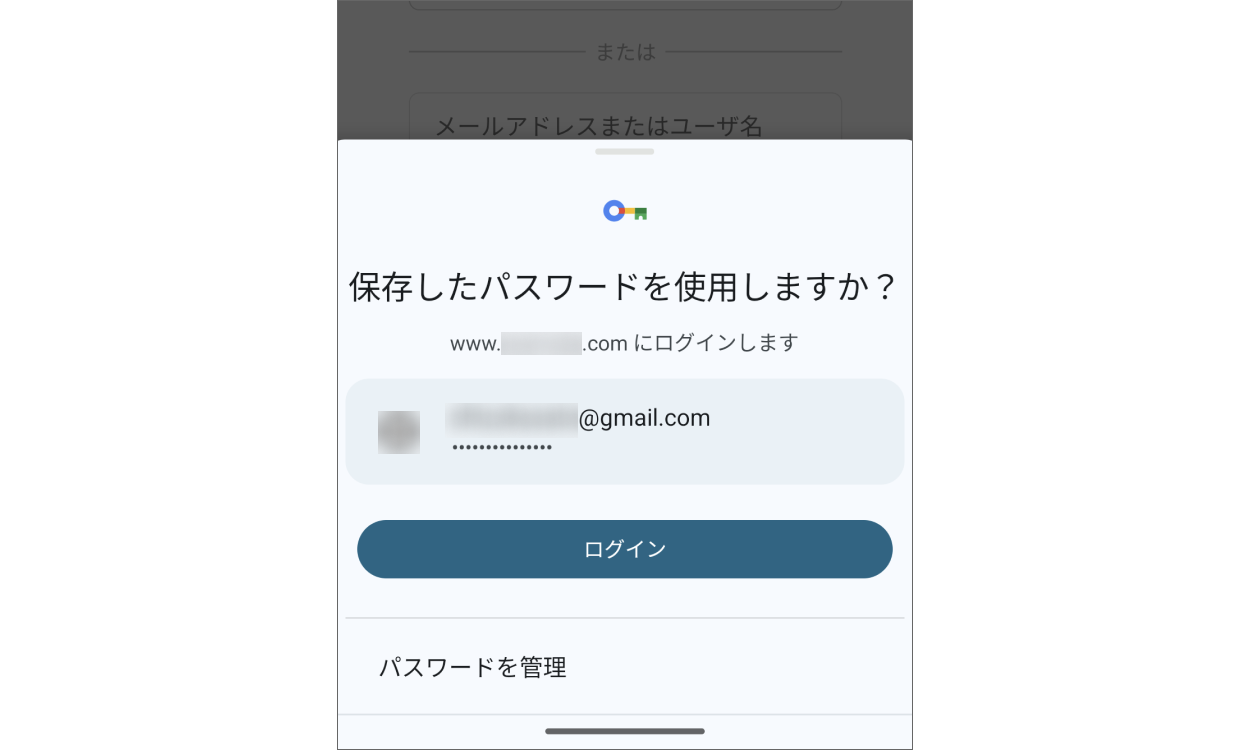 または
メールアドレスまたはユーザ名
保存したパスワードを使用しますか？
www. .com にログインします
@gmail.com
•••••••••••••••
ログイン
パスワードを管理